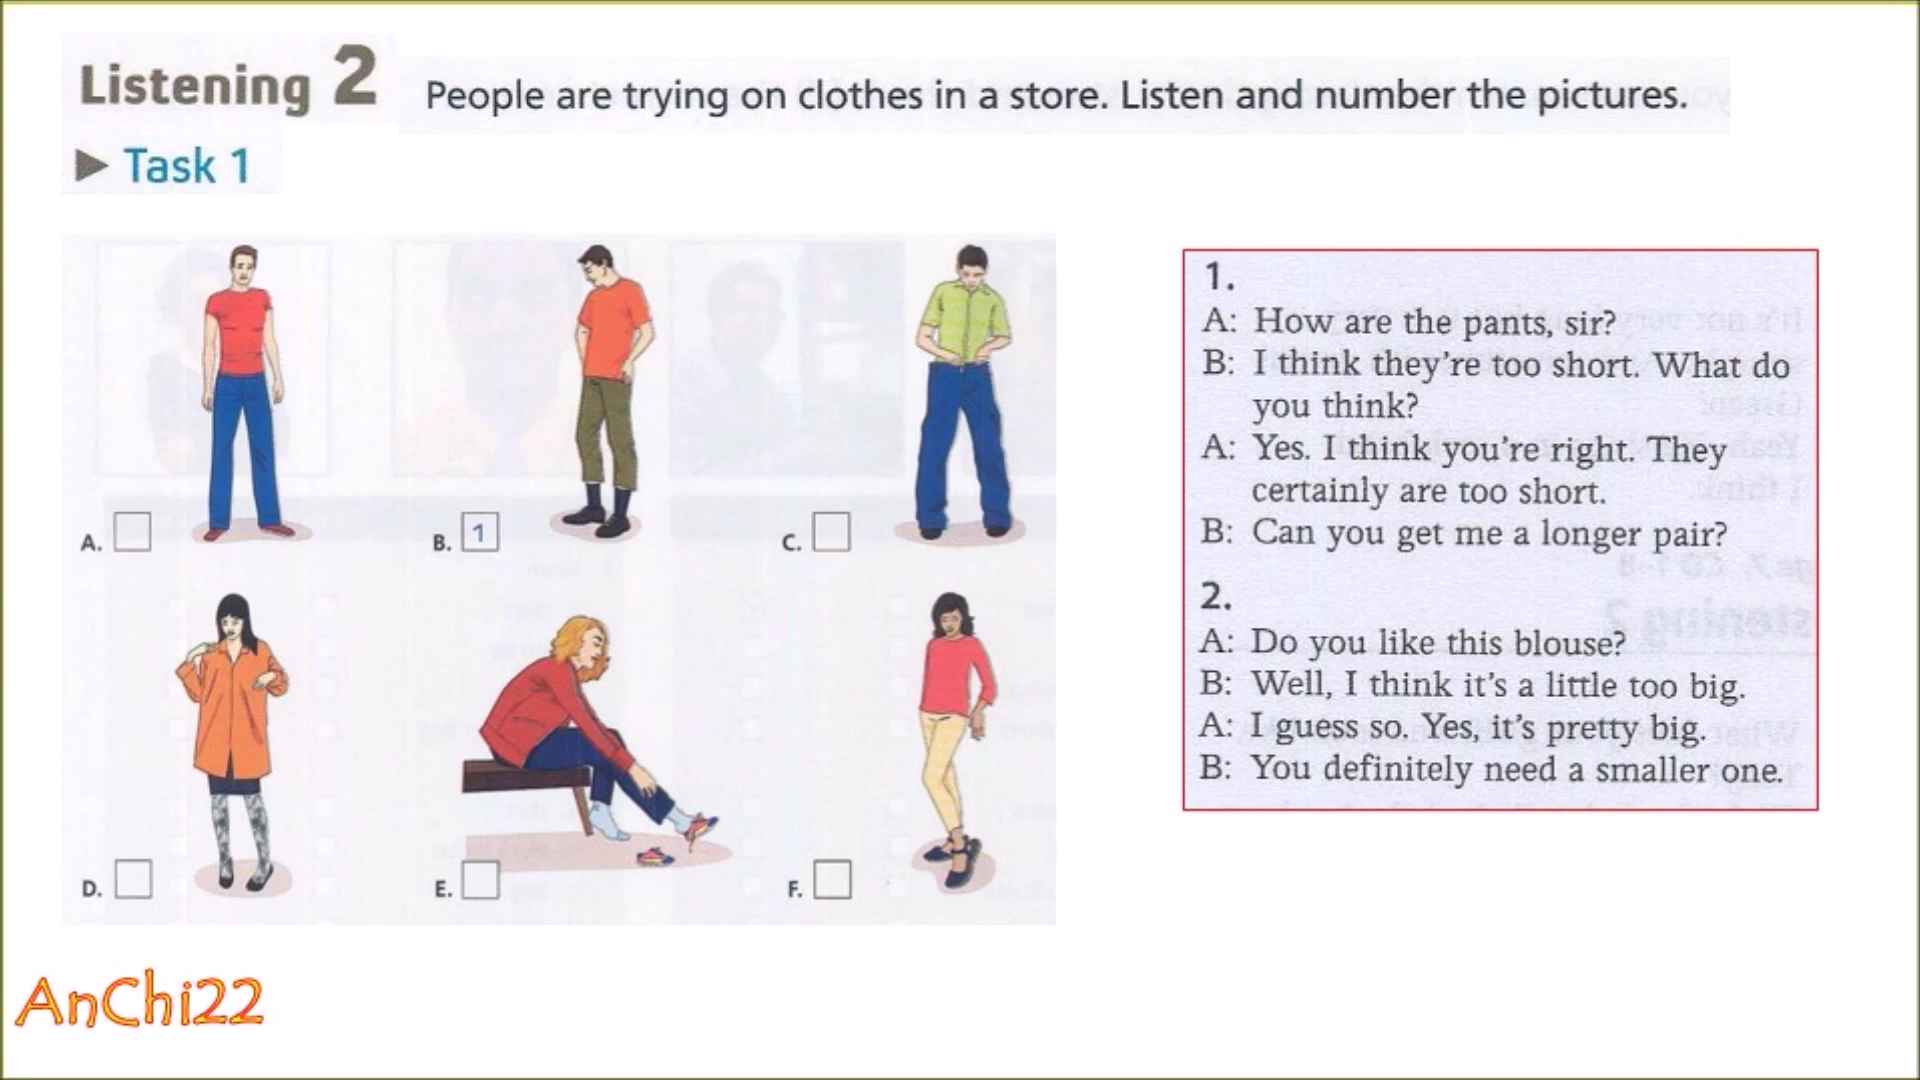 Listening 2 People are trying on clothes in a store. Listen and number the pictures.
▶ Task 1
A.
B. 1
C.
D.
E.
F.
1.
A: How are the pants, sir?
B: I think they're too short. What do
you think?
A: Yes. I think you're right. They
certainly are too short.
B: Can you get me a longer pair?
2.
A: Do you like this blouse?
B: Well, I think it's a little too big.
A: I guess so. Yes, it's pretty big.
B: You definitely need a smaller one.
AnChi22